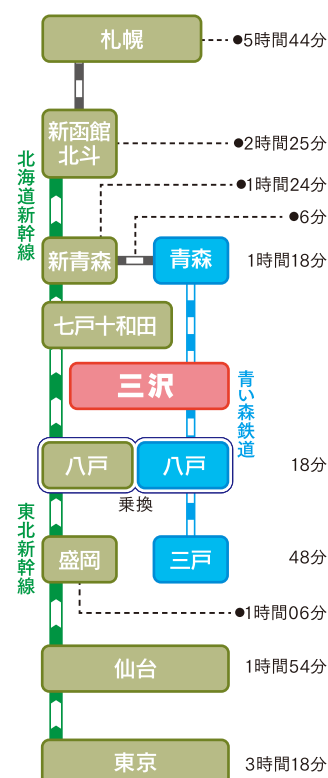 札幌
●5時間44分
新函館
北斗
●2時間25分
北海道新幹線
●1時間24分
●6分
新青森
青森
1時間18分
七戸十和田
三沢
青い森鉄道
八戸
八戸
18分
乗換
東北新幹線
盛岡
三戸
48分
●1時間06分
仙台
1時間54分
東京
3時間18分